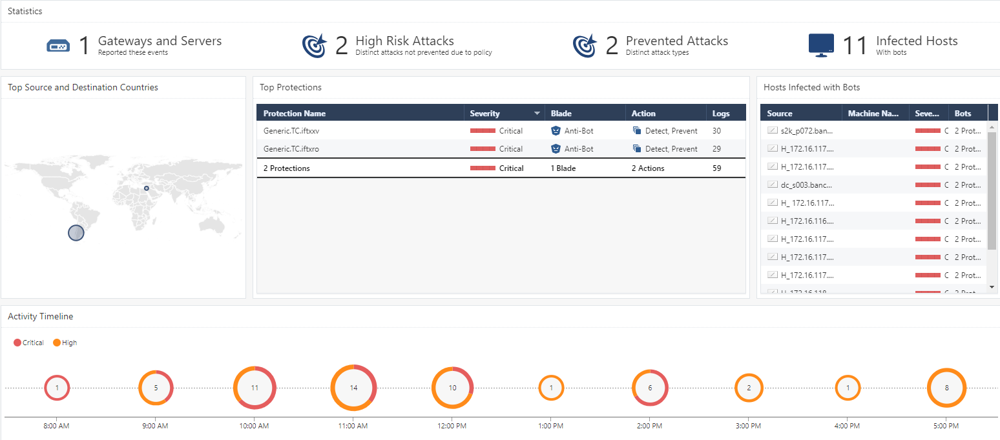 Statistics
1 Gateways and Servers
Reported these events
2 High Risk Attacks
Distinct attacks not prevented due to policy
2 Prevented Attacks
Distinct attack types
11 Infected Hosts
With bots
Top Source and Destination Countries
Top Protections
Protection Name Severity Blade Action Logs
Generic.TC.iftxxv Critical Anti-Bot Detect, Prevent 30
Generic.TC.iftxro Critical Anti-Bot Detect, Prevent 29
2 Protections Critical 1 Blade 2 Actions 59
Hosts Infected with Bots
Source Machine Na... Seve... Bots
s2k_p072.ban... C 2 Prot...
H_172.16.117.... C 2 Prot...
H_172.16.117.... C 2 Prot...
dc_s003.banc... C 2 Prot...
H_ 172.16.117... C 2 Prot...
H_172.16.116.... C 2 Prot...
H_172.16.117.... C 2 Prot...
H_172.16.117.... C 2 Prot...
H_172.16.117.... C 2 Prot...
H_172.16.118.... C 2 Prot...
Activity Timeline
Critical High
1 5 11 14 10 1 6 2 1 8
8:00 AM 9:00 AM 10:00 AM 11:00 AM 12:00 PM 1:00 PM 2:00 PM 3:00 PM 4:00 PM 5:00 PM